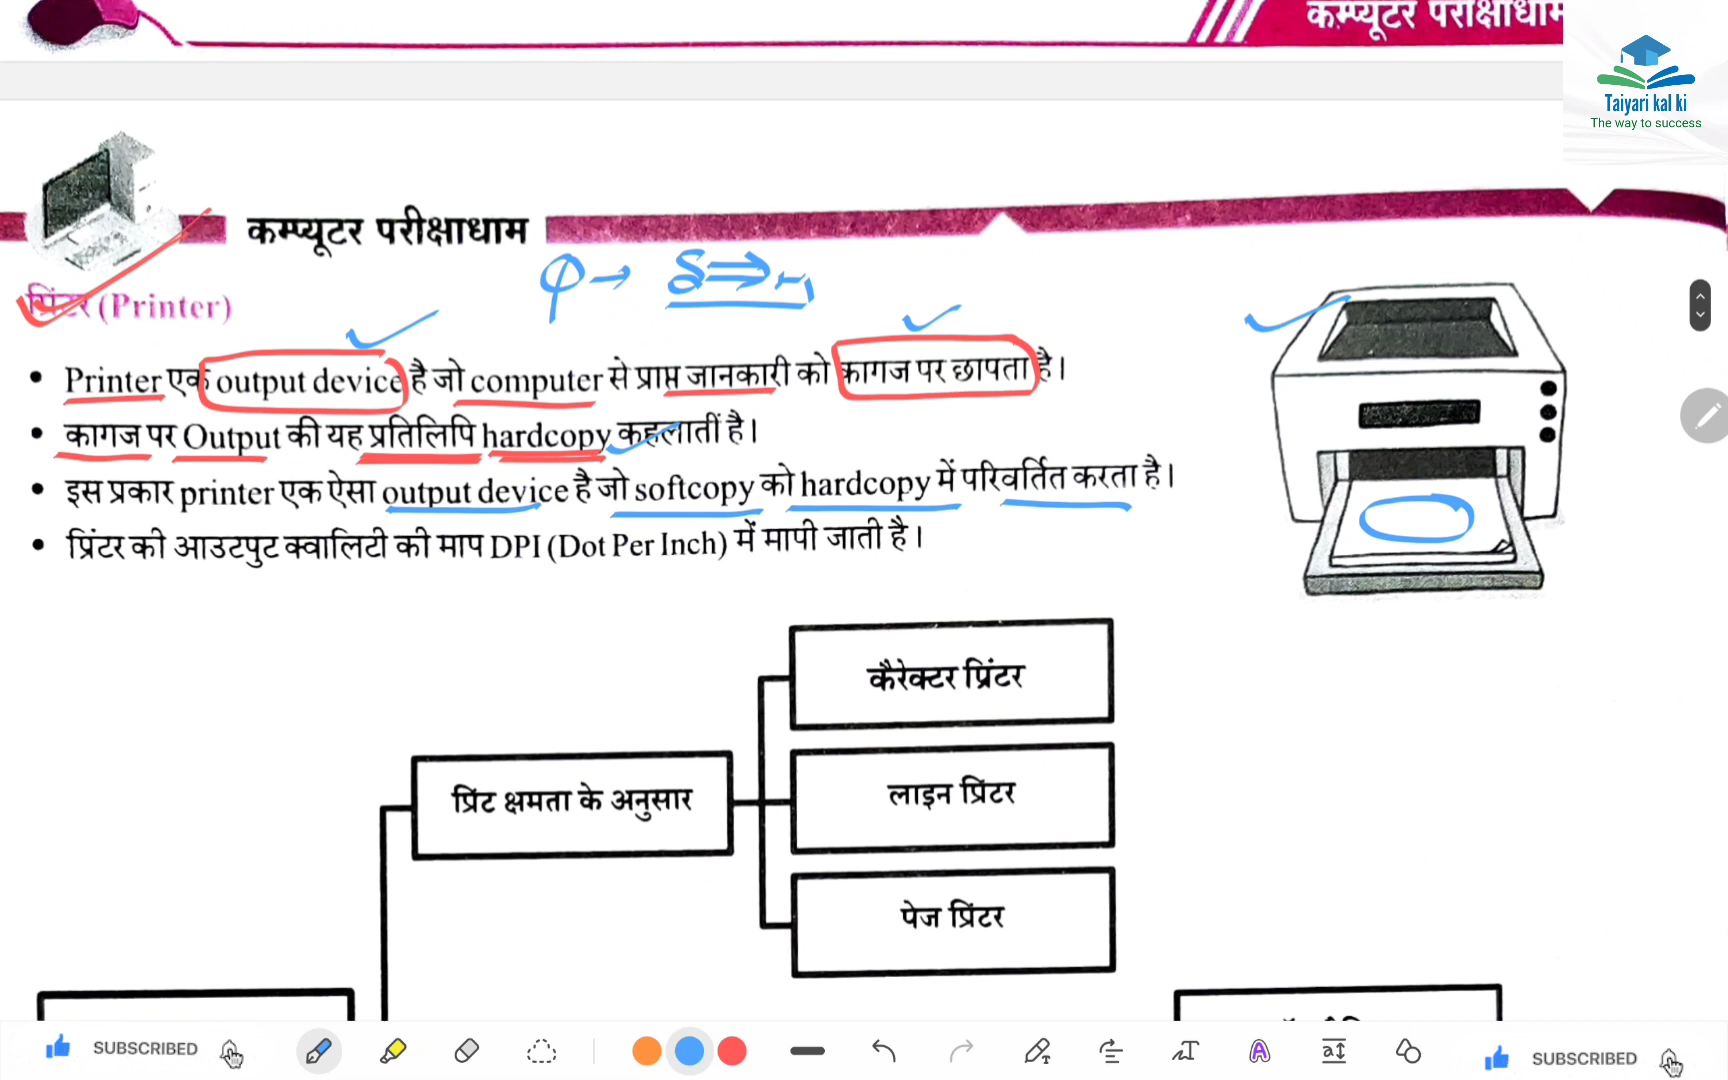 कम्प्यूटर परीक्षाधाम
Taiyari kal ki
The way to success
कम्प्यूटर परीक्षाधाम
प्रिंटर (Printer)
• Printer एक output device है जो computer से प्राप्त जानकारी को कागज पर छापता है।
• कागज पर Output की यह प्रतिलिपि hardcopy कहलातीं है।
• इस प्रकार printer एक ऐसा output device है जो softcopy को hardcopy में परिवर्तित करता है।
• प्रिंटर की आउटपुट क्वालिटी की माप DPI (Dot Per Inch) में मापी जाती है।
कैरेक्टर प्रिंटर
प्रिंट क्षमता के अनुसार
लाइन प्रिंटर
पेज प्रिंटर
SUBSCRIBED
SUBSCRIBED